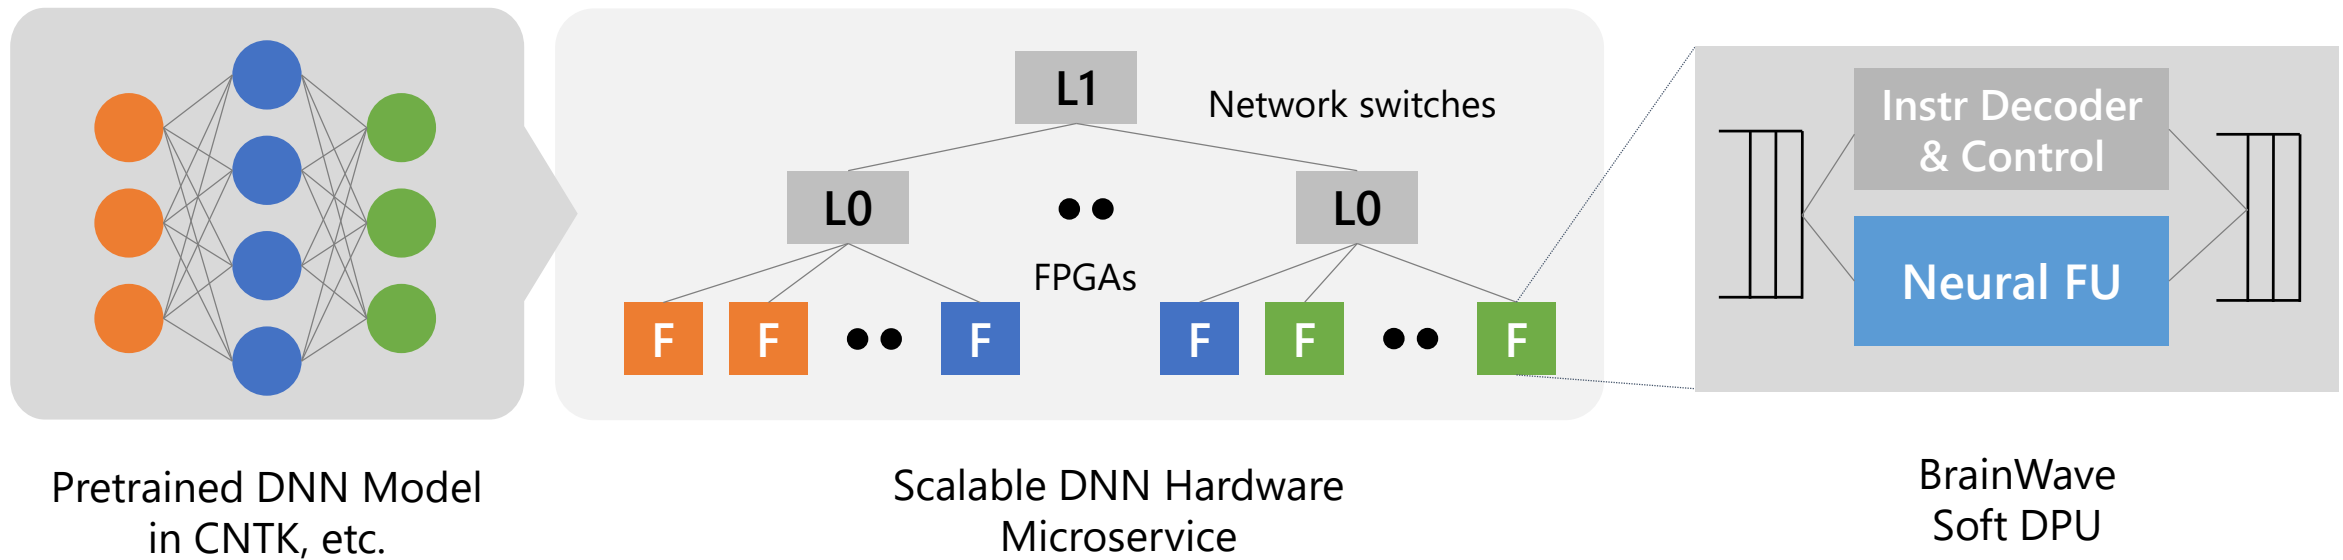 L1
Network switches
L0
L0
FPGAs
F
F
F
F
F
F
Instr Decoder
& Control
Neural FU
Pretrained DNN Model
in CNTK, etc.
Scalable DNN Hardware
Microservice
BrainWave
Soft DPU